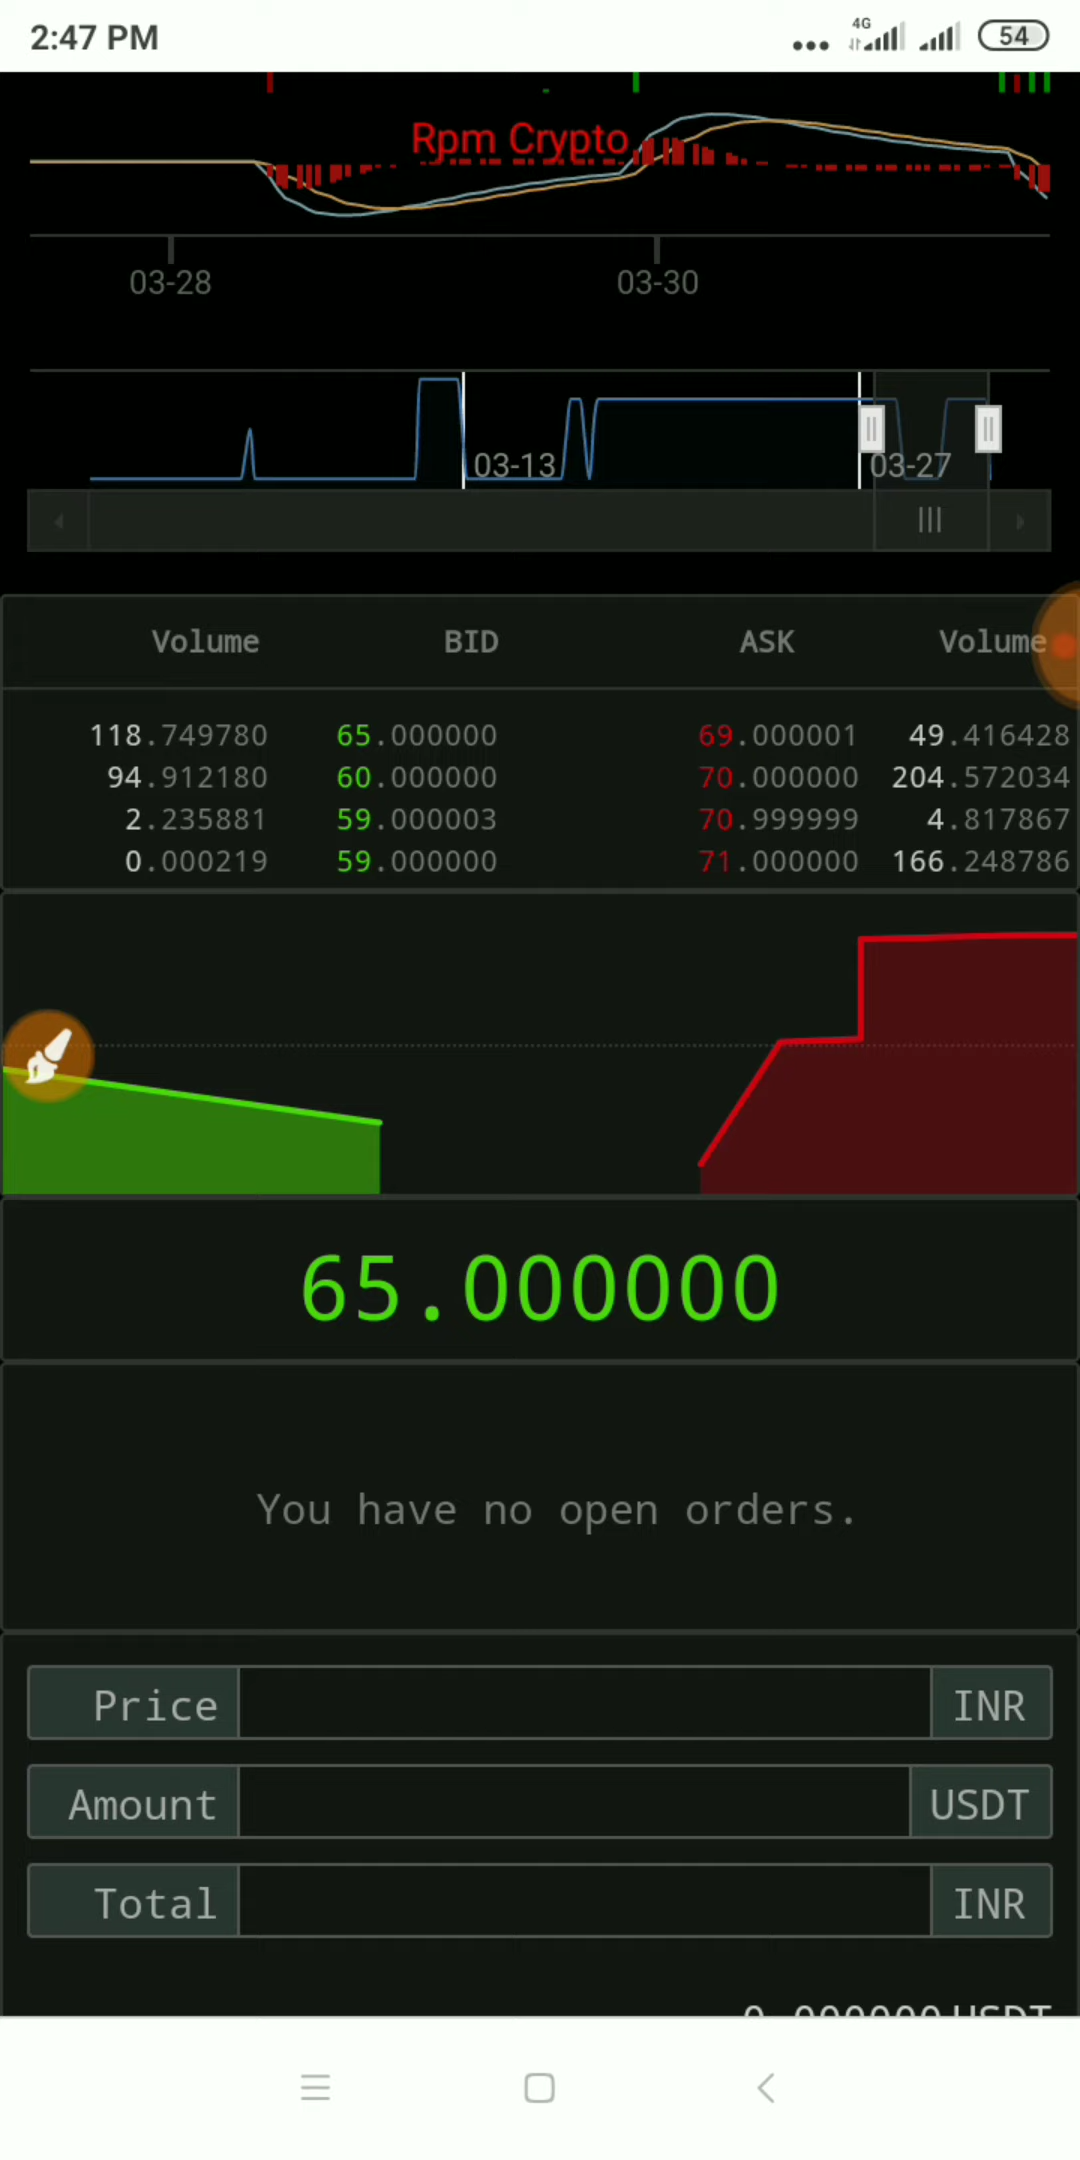 2:47 PM 4G 54
Rpm Crypto
03-28 03-30
03-13 03-27
Volume BID ASK Volume
118.749780 65.000000 69.000001 49.416428
94.912180 60.000000 70.000000 204.572034
2.235881 59.000003 70.999999 4.817867
0.000219 59.000000 71.000000 166.248786
65.000000
You have no open orders.
Price INR
Amount USDT
Total INR
0.000000 USDT